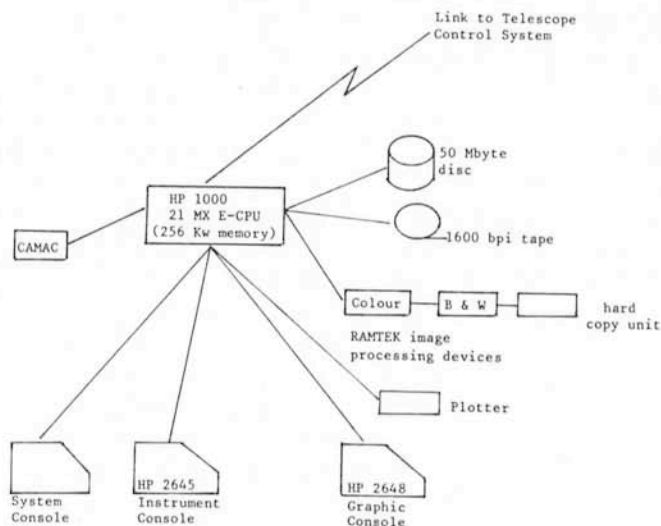 Link to Telescope
Control System
50 Mbyte
disc
HP 1000
21 MX E-CPU
(256 Kw memory)
CAMAC
1600 bpi tape
Colour
B & W
hard
copy unit
RAMTEK image
processing devices
Plotter
System
Console
HP 2645
Instrument
Console
HP 2648
Graphic
Console